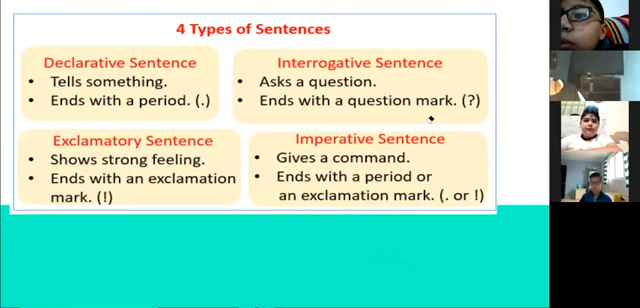 4 Types of Sentences
Declarative Sentence
• Tells something.
• Ends with a period. (.)
Interrogative Sentence
• Asks a question.
• Ends with a question mark. (?)
Exclamatory Sentence
• Shows strong feeling.
• Ends with an exclamation
mark. (!)
Imperative Sentence
• Gives a command.
• Ends with a period or
an exclamation mark. (. or !)